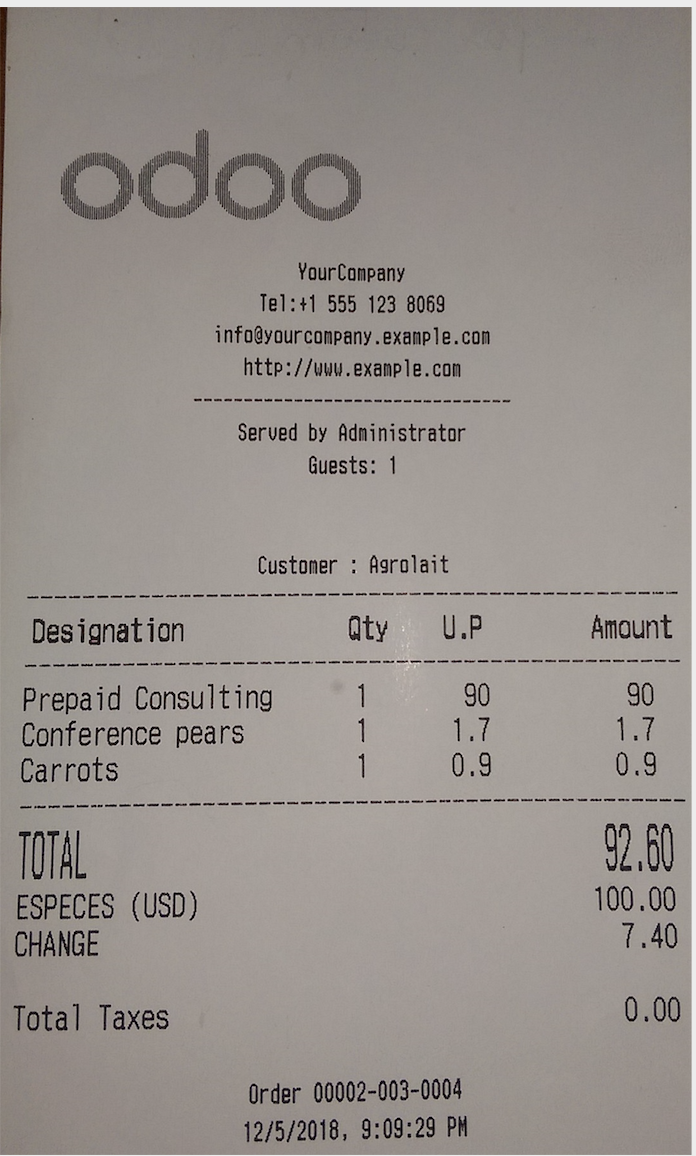 odoo
YourCompany
Tel:+1 555 123 8069
info@yourcompany.example.com
http://www.example.com
--------------------------------
Served by Administrator
Guests: 1
Customer : Agrolait
Designation Qty U.P Amount
Prepaid Consulting 1 90 90
Conference pears 1 1.7 1.7
Carrots 1 0.9 0.9
TOTAL 92.60
ESPECES (USD) 100.00
CHANGE 7.40
Total Taxes 0.00
Order 00002-003-0004
12/5/2018, 9:09:29 PM